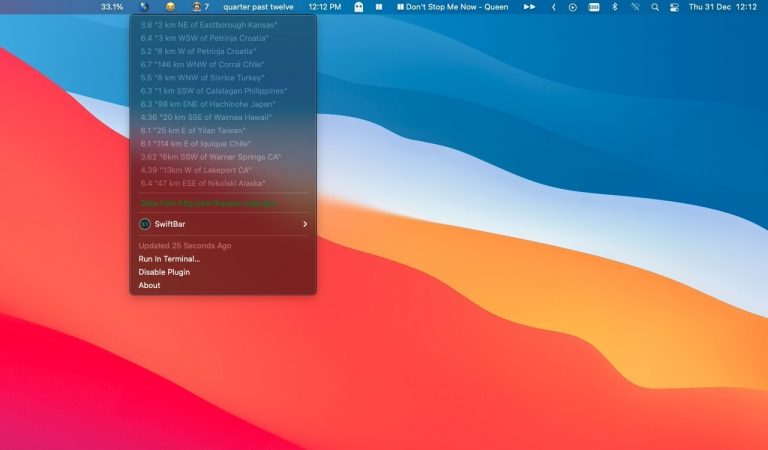 33.1%
7
quarter past twelve
12:12 PM
Don't Stop Me Now - Queen
Thu 31 Dec
12:12
3.8 "2 km NE of Eastborough Kansas"
6.4 "3 km WSW of Petrinja Croatia"
5.2 "8 km W of Petrinja Croatia"
6.7 "146 km WNW of Corral Chile"
5.5 "8 km WNW of Sivrice Turkey"
6.3 "1 km SSW of Calatagan Philippines"
6.3 "98 km ENE of Hachinohe Japan"
4.36 "20 km SSE of Waimea Hawaii"
6.1 "25 km E of Yilan Taiwan"
6.1 "114 km E of Iquique Chile"
3.62 "6km SSW of Warner Springs CA"
4.39 "13km W of Lakeport CA"
6.4 "47 km ESE of Nikolski Alaska"
Data from http://earthquake.usgs.gov
SwiftBar
Updated 25 Seconds Ago
Run In Terminal...
Disable Plugin
About